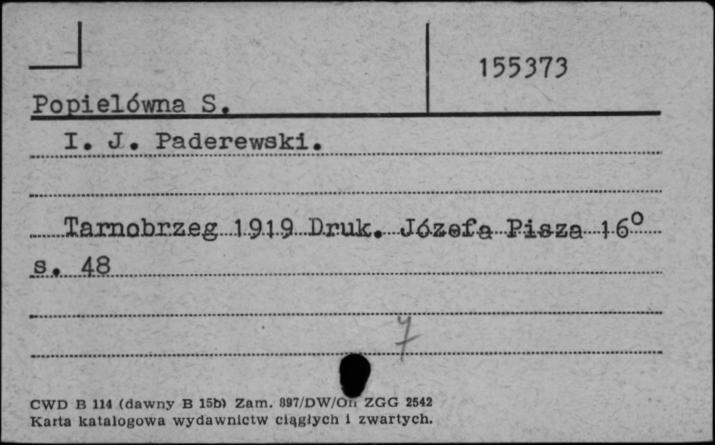 155373
Popielówna S.
I. J. Paderewski.
Tarnobrzeg 1919 Druk. Józefa Pisza 16°
s. 48
7
CWD B 114 (dawny B 15b) Zam. 897/DW/On ZGG 2542
Karta katalogowa wydawnictw ciągłych i zwartych.